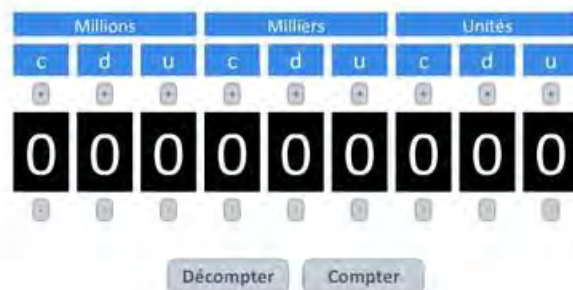 Millions Milliers Unités
c d u c d u c d u
+ + + + + + + + +
0 0 0 0 0 0 0 0 0
- - - - - - - - -
Décompter Compter